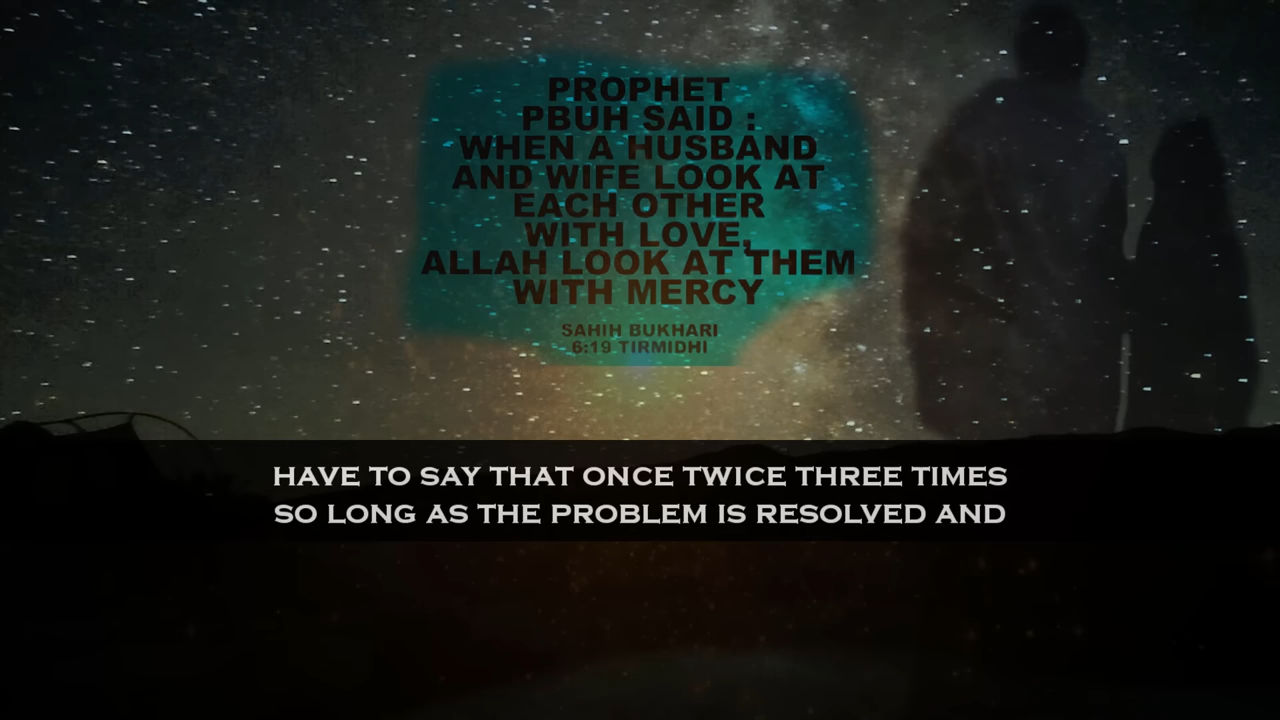 PROPHET
PBUH SAID :
WHEN A HUSBAND
AND WIFE LOOK AT
EACH OTHER
WITH LOVE,
ALLAH LOOK AT THEM
WITH MERCY
SAHIH BUKHARI
6:19 TIRMIDHI
HAVE TO SAY THAT ONCE TWICE THREE TIMES
SO LONG AS THE PROBLEM IS RESOLVED AND